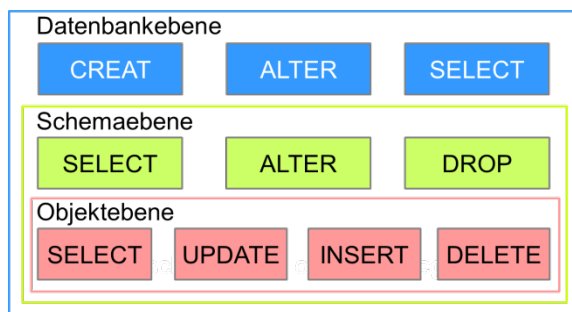 Datenbankebene
CREAT ALTER SELECT
Schemaebene
SELECT ALTER DROP
Objektebene
SELECT UPDATE INSERT DELETE